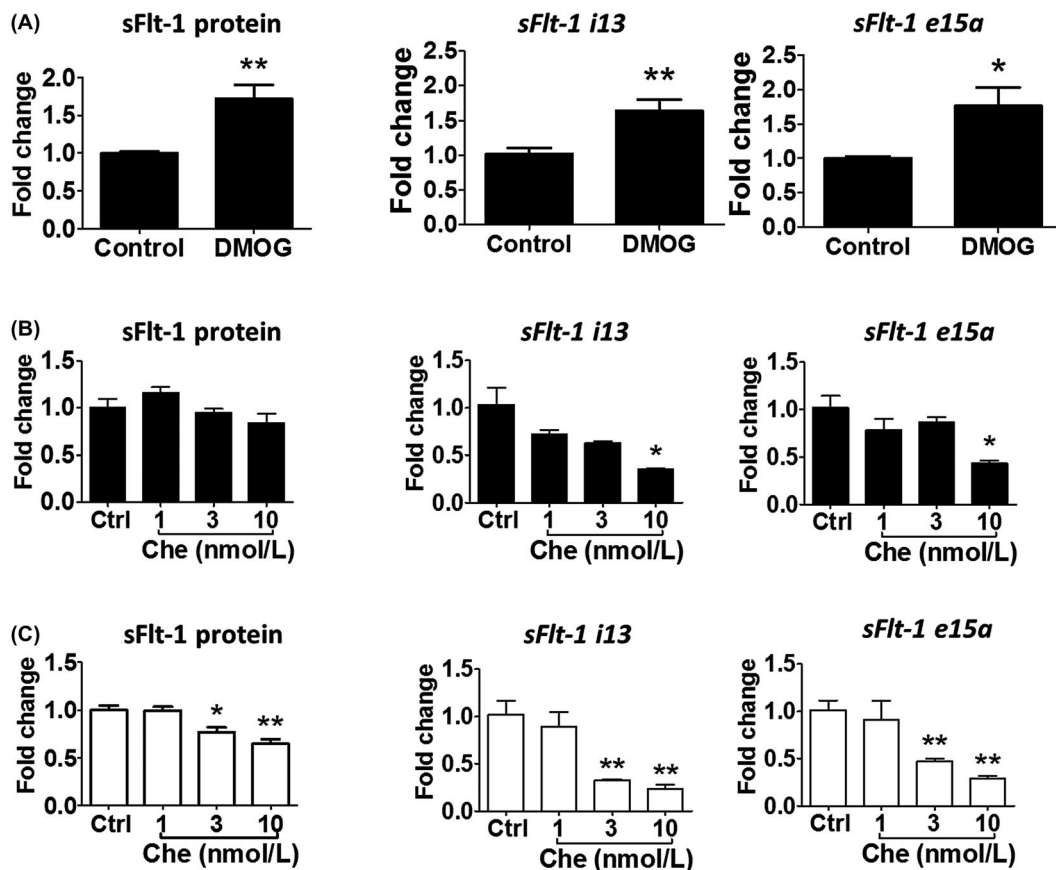 (A)
sFlt-1 protein
Fold change
2.0
1.5
1.0
0.5
0.0
**
Control DMOG
sFlt-1 i13
Fold change
2.5
2.0
1.5
1.0
0.5
0.0
**
Control DMOG
sFlt-1 e15a
Fold change
2.5
2.0
1.5
1.0
0.5
0.0
*
Control DMOG
(B)
sFlt-1 protein
Fold change
1.5
1.0
0.5
0.0
Ctrl 1 3 10
Che (nmol/L)
sFlt-1 i13
Fold change
1.5
1.0
0.5
0.0
*
Ctrl 1 3 10
Che (nmol/L)
sFlt-1 e15a
Fold change
1.5
1.0
0.5
0.0
*
Ctrl 1 3 10
Che (nmol/L)
(C)
sFlt-1 protein
Fold change
1.5
1.0
0.5
0.0
* **
Ctrl 1 3 10
Che (nmol/L)
sFlt-1 i13
Fold change
1.5
1.0
0.5
0.0
** **
Ctrl 1 3 10
Che (nmol/L)
sFlt-1 e15a
Fold change
1.5
1.0
0.5
0.0
** **
Ctrl 1 3 10
Che (nmol/L)